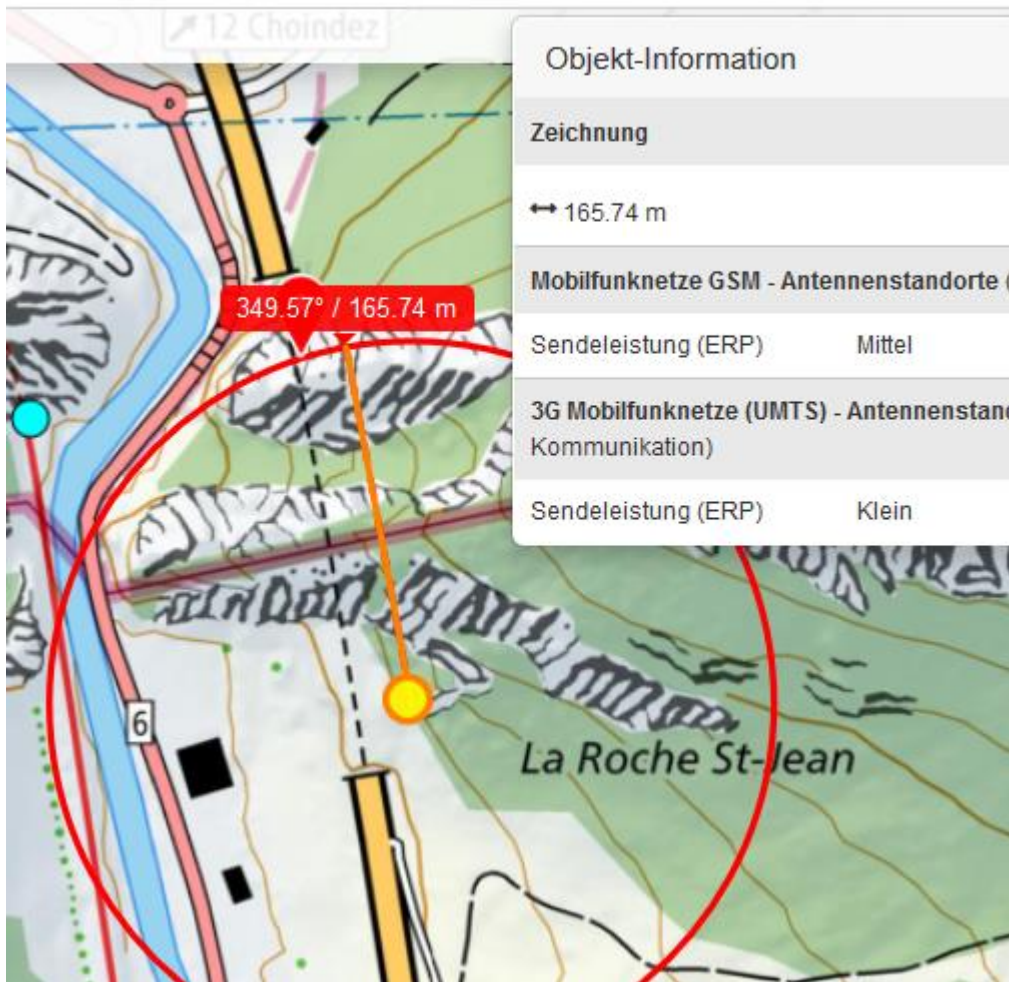 12 Choindez
Objekt-Information
Zeichnung
165.74 m
Mobilfunknetze GSM - Antennenstandorte (
Sendeleistung (ERP) Mittel
3G Mobilfunknetze (UMTS) - Antennenstand
Kommunikation)
Sendeleistung (ERP) Klein
349.57° / 165.74 m
6
La Roche St-Jean